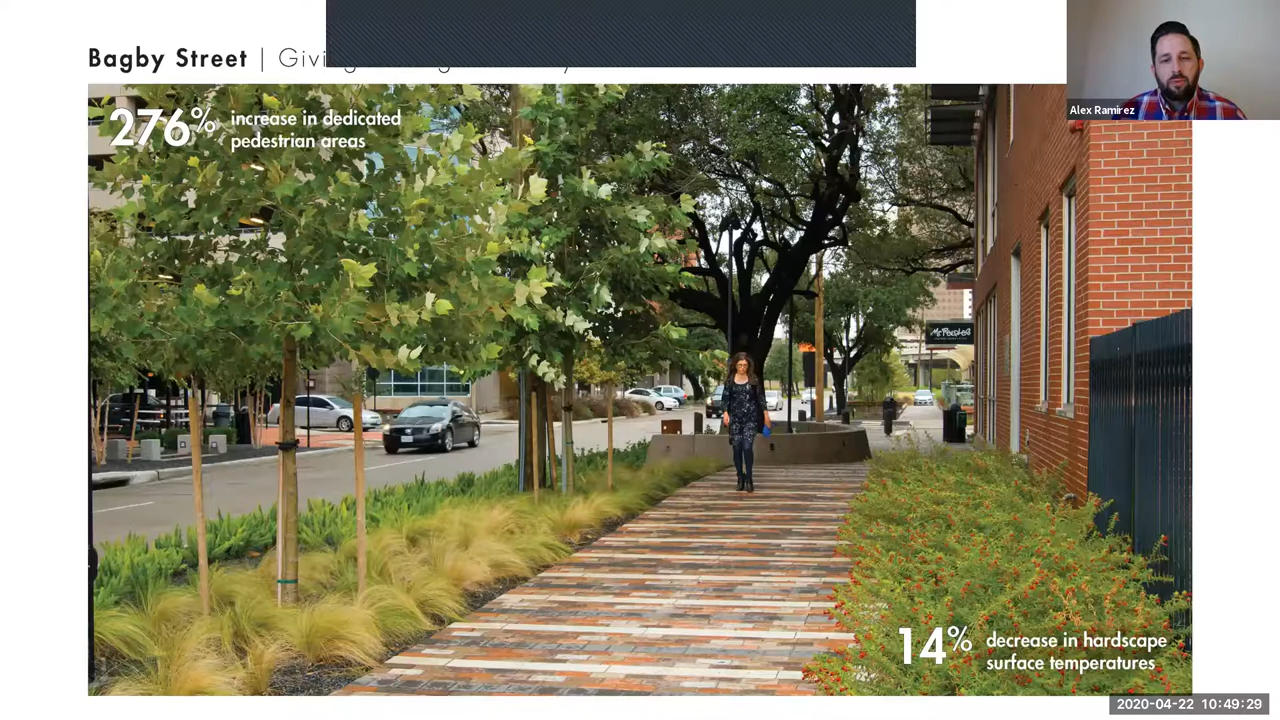 Bagby Street | Givi
276% increase in dedicated
pedestrian areas
Alex Ramirez
14% decrease in hardscape
surface temperatures
2020-04-22 10:49:29